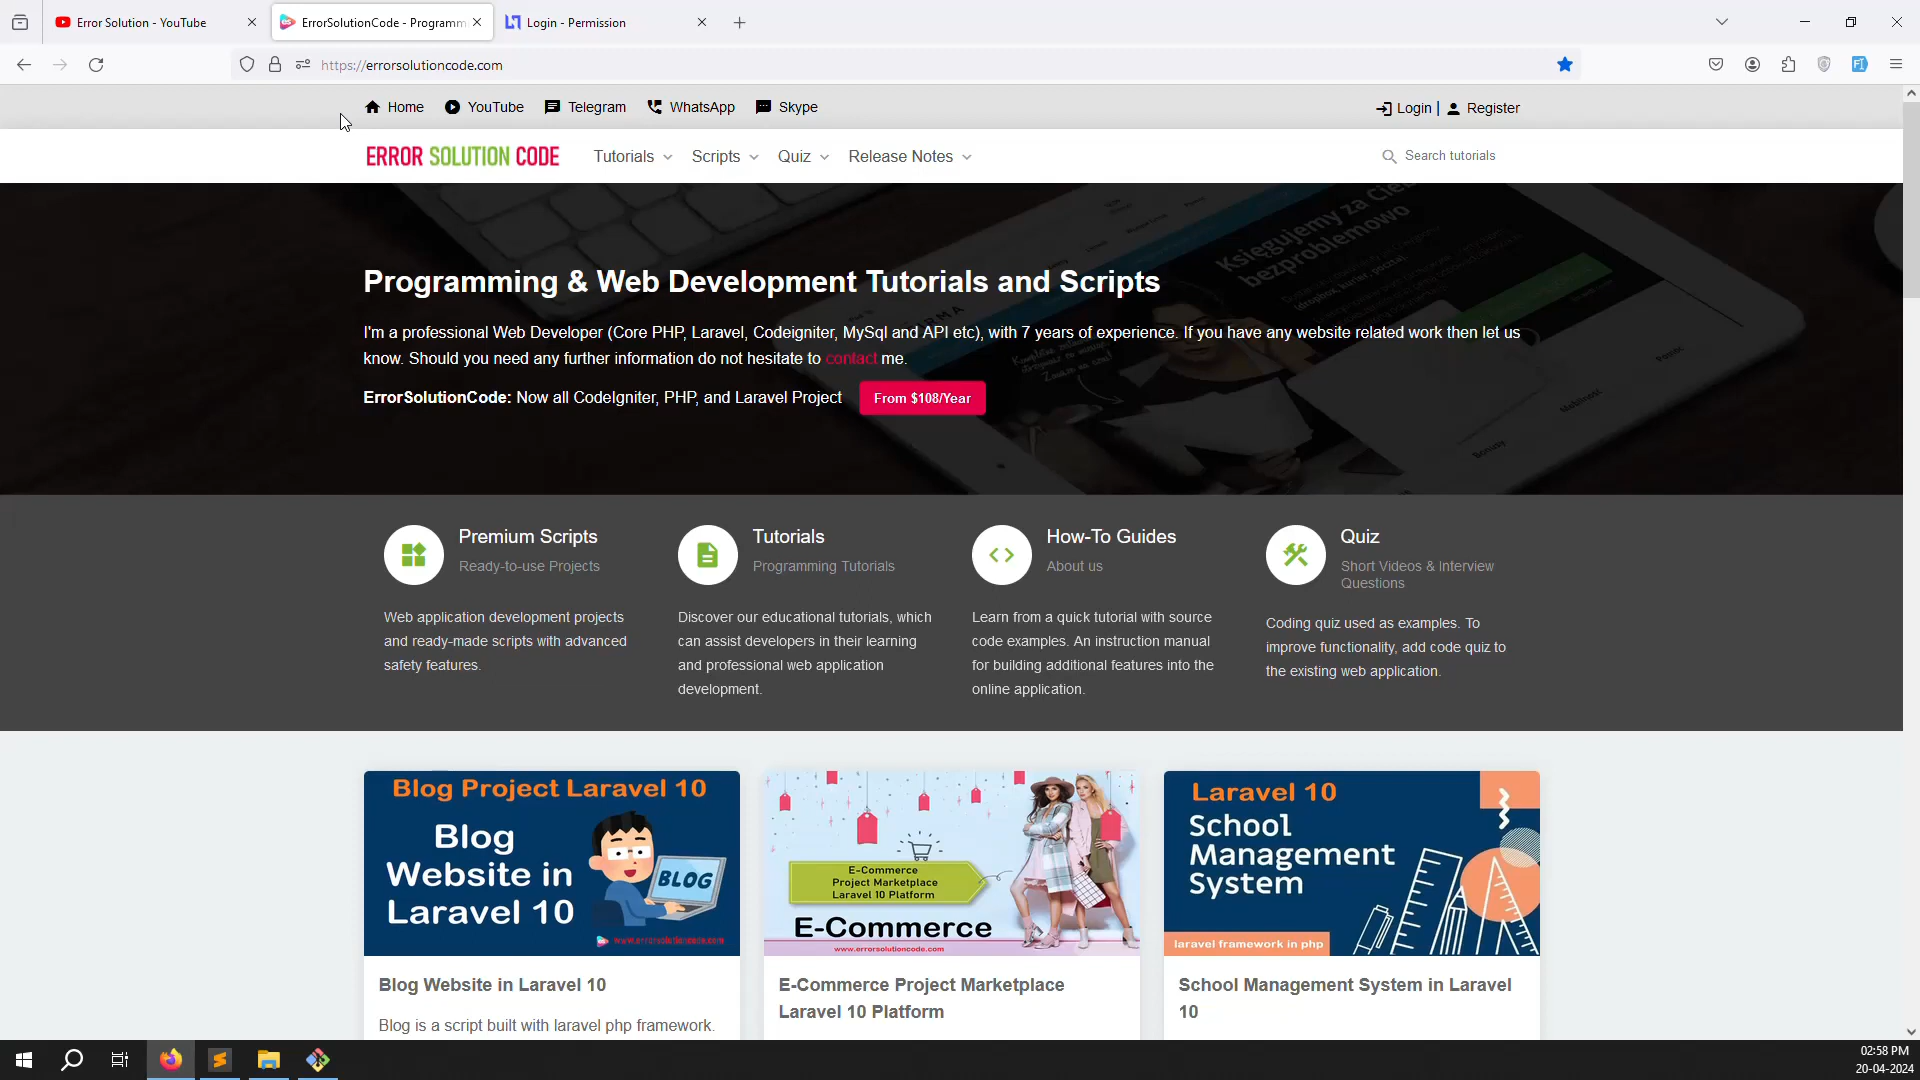 Error Solution - YouTube
ErrorSolutionCode - Programm
Login - Permission
https://errorsolutioncode.com
Home
YouTube
Telegram
WhatsApp
Skype
Login |
Register
ERROR SOLUTION CODE
Tutorials
Scripts
Quiz
Release Notes
Search tutorials
Księgujemy za Cie
bezproblemowo
Programming & Web Development Tutorials and Scripts
I'm a professional Web Developer (Core PHP, Laravel, Codeigniter, MySql and API etc), with 7 years of experience. If you have any website related work then let us
know. Should you need any further information do not hesitate to contact me.
ErrorSolutionCode: Now all CodeIgniter, PHP, and Laravel Project
From $108/Year
Premium Scripts
Ready-to-use Projects
Web application development projects
and ready-made scripts with advanced
safety features.
Tutorials
Programming Tutorials
Discover our educational tutorials, which
can assist developers in their learning
and professional web application
development.
How-To Guides
About us
Learn from a quick tutorial with source
code examples. An instruction manual
for building additional features into the
online application.
Quiz
Short Videos & Interview
Questions
Coding quiz used as examples. To
improve functionality, add code quiz to
the existing web application.
Blog Project Laravel 10
Blog
Website in
Laravel 10
BLOG
www.errorsolutioncode.com
Blog Website in Laravel 10
Blog is a script built with laravel php framework.
E-Commerce
Project Marketplace
Laravel 10 Platform
E-Commerce
www.errorsolutioncode.com
E-Commerce Project Marketplace
Laravel 10 Platform
Laravel 10
School
Management
System
laravel framework in php
School Management System in Laravel
10
02:58 PM
20-04-2024